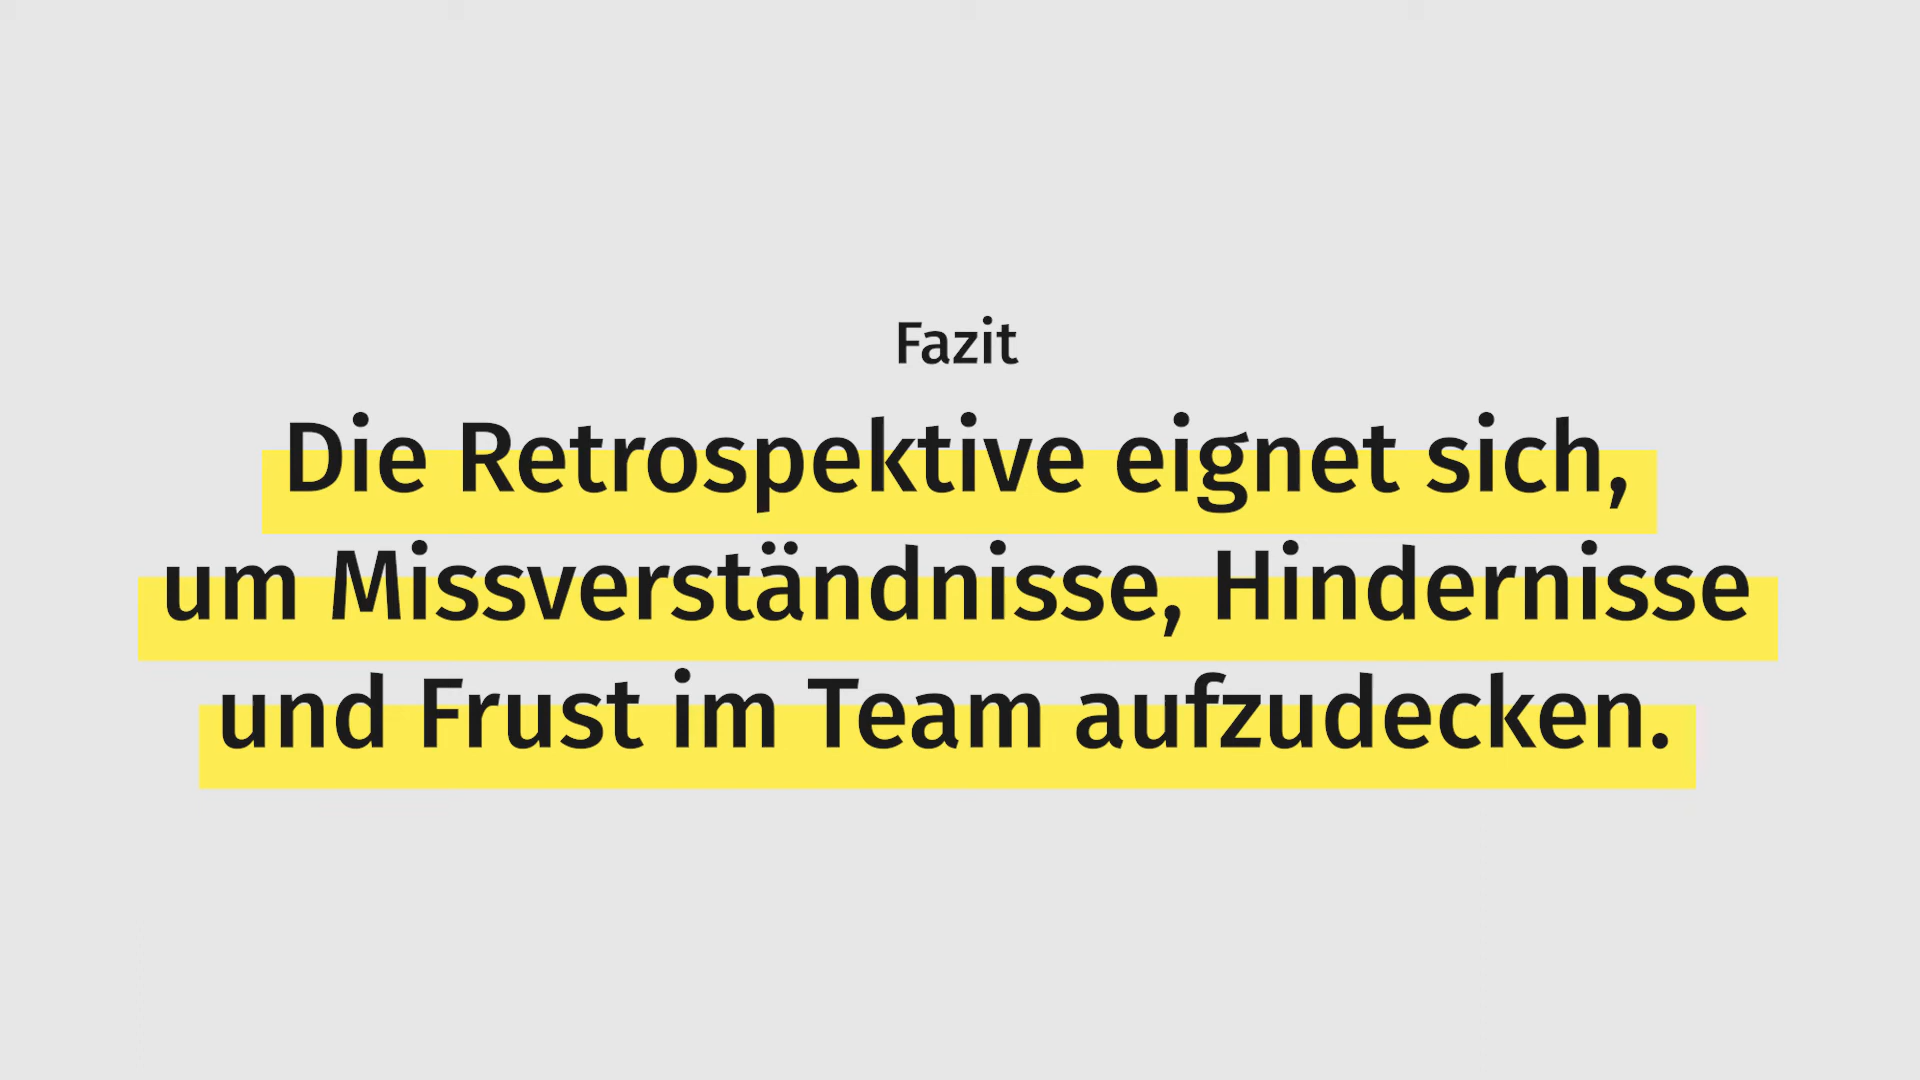 Fazit
Die Retrospektive eignet sich,
um Missverständnisse, Hindernisse
und Frust im Team aufzudecken.